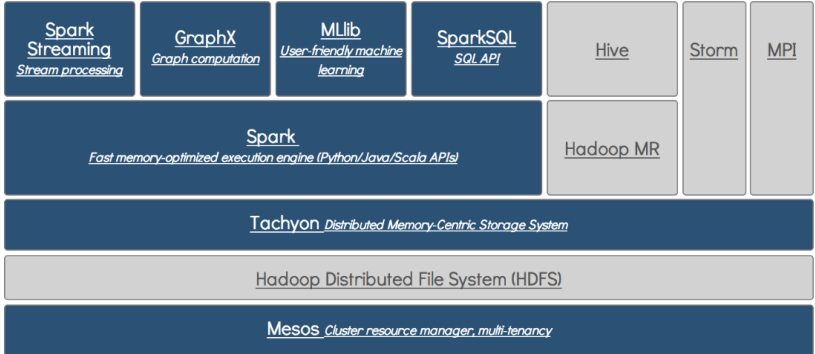 Spark
Streaming
Stream processing
GraphX
Graph computation
MLlib
User-friendly machine
learning
SparkSQL
SQL API
Hive
Storm
MPI
Spark
Fast memory-optimized execution engine (Python/Java/Scala APIs)
Hadoop MR
Tachyon Distributed Memory-Centric Storage System
Hadoop Distributed File System (HDFS)
Mesos Cluster resource manager, multi-tenancy